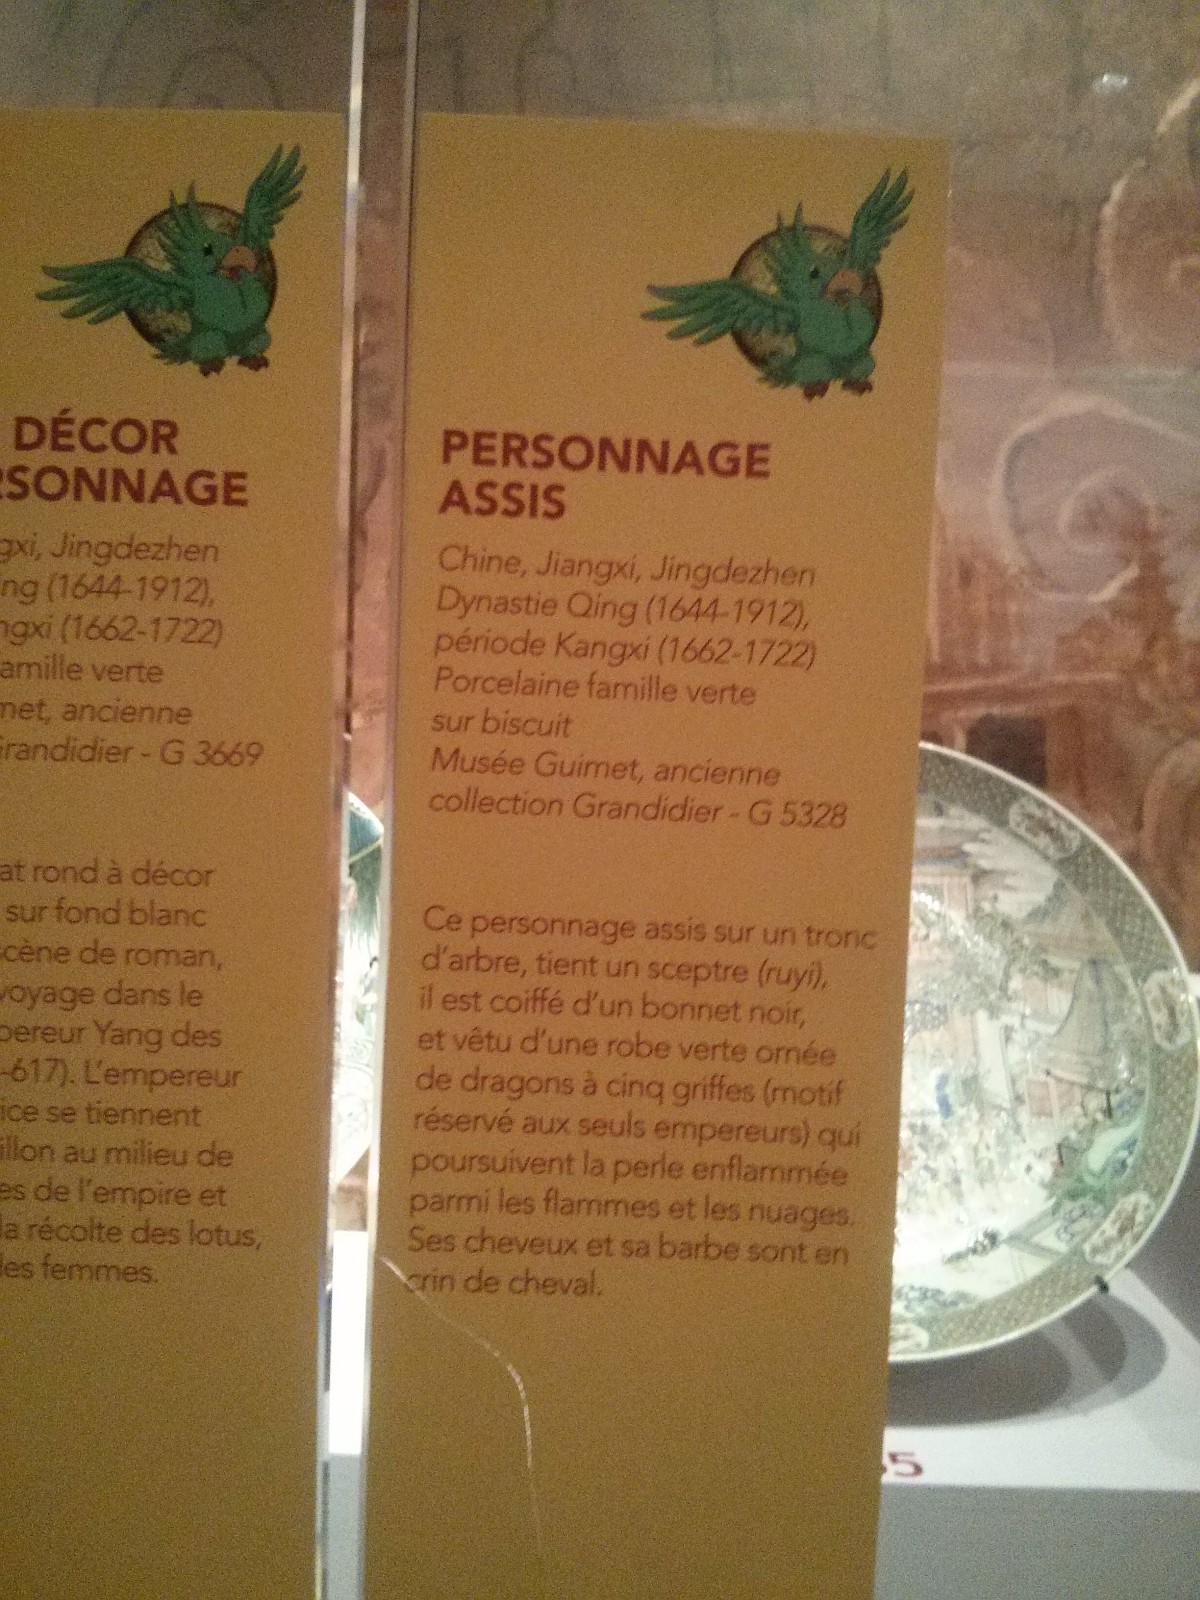 DÉCOR
RSONNAGE
gxi, Jingdezhen
ng (1644-1912),
ngxi (1662-1722)
amille verte
met, ancienne
Grandidier - G 3669
at rond à décor
sur fond blanc
scène de roman,
voyage dans le
pereur Yang des
-617). L'empereur
ice se tiennent
illon au milieu de
es de l'empire et
la récolte des lotus,
les femmes.
PERSONNAGE
ASSIS
Chine, Jiangxi, Jingdezhen
Dynastie Qing (1644-1912),
période Kangxi (1662-1722)
Porcelaine famille verte
sur biscuit
Musée Guimet, ancienne
collection Grandidier - G 5328
Ce personnage assis sur un tronc
d'arbre, tient un sceptre (ruyi),
il est coiffé d'un bonnet noir,
et vêtu d'une robe verte ornée
de dragons à cinq griffes (motif
réservé aux seuls empereurs) qui
poursuivent la perle enflammée
parmi les flammes et les nuages.
Ses cheveux et sa barbe sont en
crin de cheval.
5